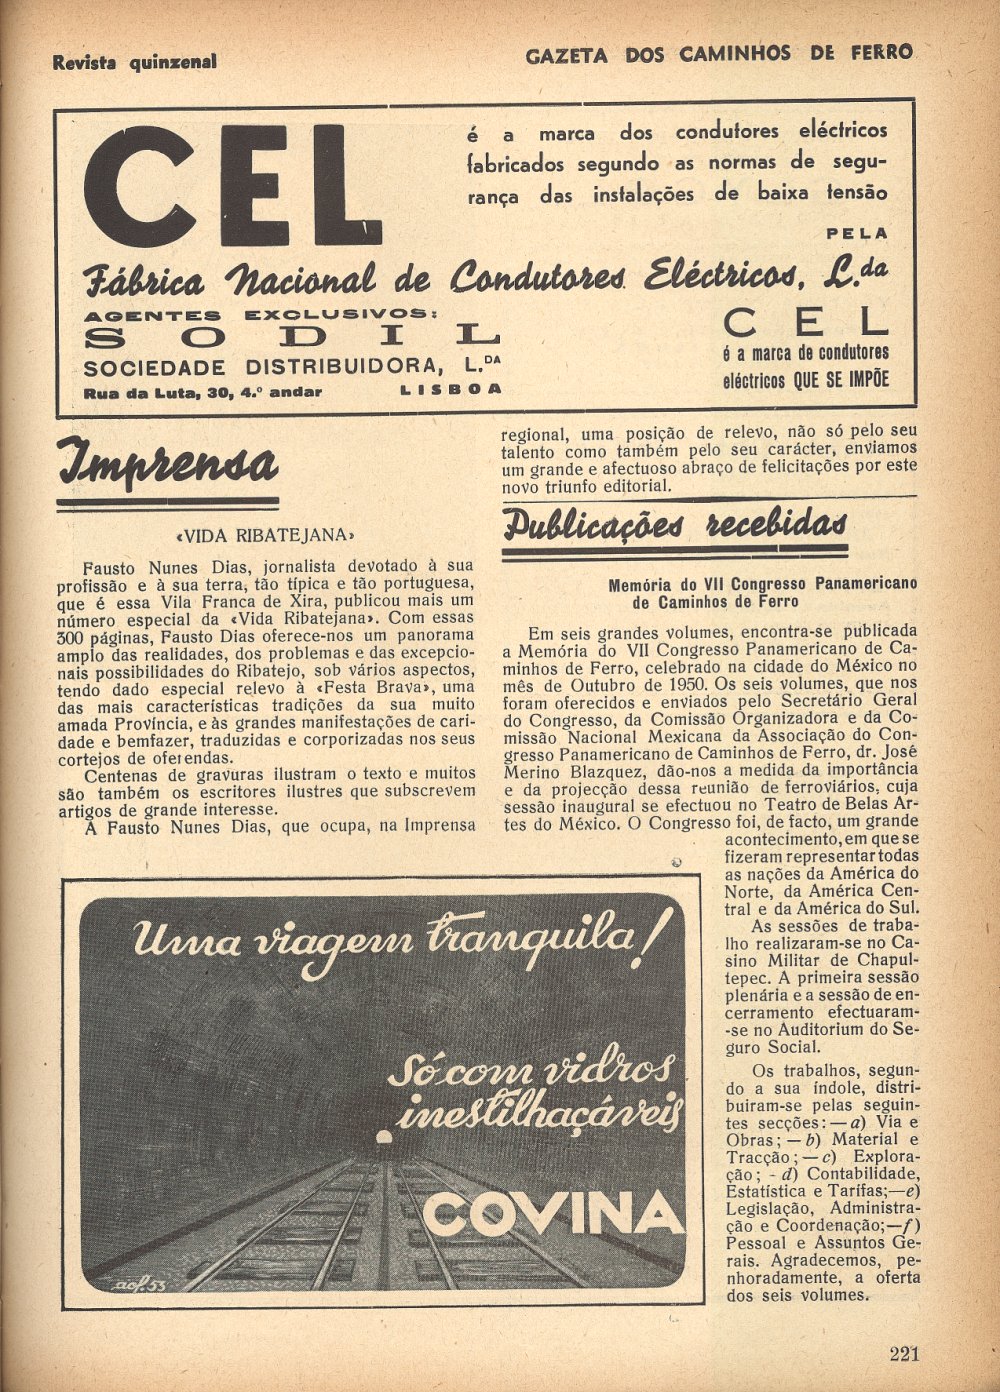 Revista quinzenal
GAZETA DOS CAMINHOS DE FERRO
CEL
é a marca dos condutores eléctricos
fabricados segundo as normas de segu-
rança das instalações de baixa tensão
PELA
Fábrica Nacional de Condutores Eléctricos, L.da
AGENTES EXCLUSIVOS:
SODIL
SOCIEDADE DISTRIBUIDORA, L.DA
Rua da Luta, 30, 4.º andar LISBOA
CEL
é a marca de condutores
eléctricos QUE SE IMPÕE
Imprensa
«VIDA RIBATEJANA»
Fausto Nunes Dias, jornalista devotado à sua
profissão e à sua terra, tão típica e tão portuguesa,
que é essa Vila Franca de Xira, publicou mais um
número especial da «Vida Ribatejana». Com essas
300 páginas, Fausto Dias oferece-nos um panorama
amplo das realidades, dos problemas e das excepcio-
nais possibilidades do Ribatejo, sob vários aspectos,
tendo dado especial relevo à «Festa Brava», uma
das mais características tradições da sua muito
amada Província, e às grandes manifestações de cari-
dade e bemfazer, traduzidas e corporizadas nos seus
cortejos de oferendas.
Centenas de gravuras ilustram o texto e muitos
são também os escritores ilustres que subscrevem
artigos de grande interesse.
A Fausto Nunes Dias, que ocupa, na Imprensa
regional, uma posição de relevo, não só pelo seu
talento como também pelo seu carácter, enviamos
um grande e afectuoso abraço de felicitações por este
novo triunfo editorial.
Publicações recebidas
Memória do VII Congresso Panamericano
de Caminhos de Ferro
Em seis grandes volumes, encontra-se publicada
a Memória do VII Congresso Panamericano de Ca-
minhos de Ferro, celebrado na cidade do México no
mês de Outubro de 1950. Os seis volumes, que nos
foram oferecidos e enviados pelo Secretário Geral
do Congresso, da Comissão Organizadora e da Co-
missão Nacional Mexicana da Associação do Con-
gresso Panamericano de Caminhos de Ferro, dr. José
Merino Blazquez, dão-nos a medida da importância
e da projecção dessa reunião de ferroviários, cuja
sessão inaugural se efectuou no Teatro de Belas Ar-
tes do México. O Congresso foi, de facto, um grande
acontecimento, em que se
fizeram representar todas
as nações da América do
Norte, da América Cen-
tral e da América do Sul.
As sessões de traba-
lho realizaram-se no Ca-
sino Militar de Chapul-
tepec. A primeira sessão
plenária e a sessão de en-
cerramento efectuaram-
-se no Auditorium do Se-
guro Social.
Os trabalhos, segun-
do a sua índole, distri-
buiram-se pelas seguin-
tes secções: — a) Via e
Obras; — b) Material e
Tracção; — c) Explora-
ção; - d) Contabilidade,
Estatística e Tarifas;—e)
Legislação, Administra-
ção e Coordenação;—f)
Pessoal e Assuntos Ge-
rais. Agradecemos, pe-
nhoradamente, a oferta
dos seis volumes.
Uma viagem tranquila!
Só com vidros
inestilhaçáveis
COVINA
aof. 53
221